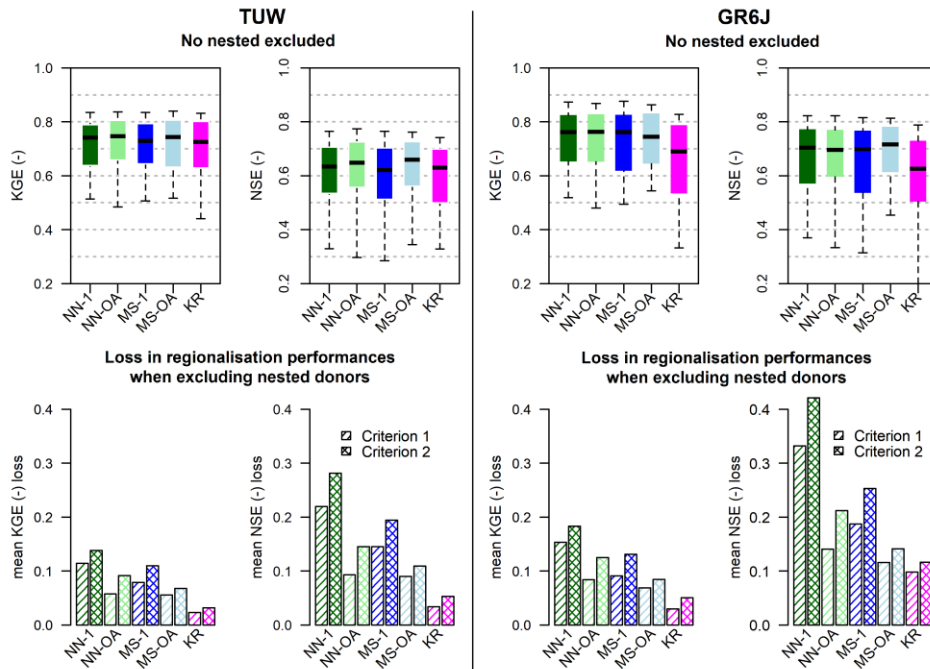 TUW
No nested excluded
KGE (-)
1.0
0.8
0.6
0.4
0.2
NN-1
NN-OA
MS-1
MS-OA
KR
NSE (-)
1.0
0.8
0.6
0.4
0.2
NN-1
NN-OA
MS-1
MS-OA
KR
Loss in regionalisation performances
when excluding nested donors
mean KGE (-) loss
0.4
0.3
0.2
0.1
0.0
NN-1
NN-OA
MS-1
MS-OA
KR
mean NSE (-) loss
0.4
0.3
0.2
0.1
0.0
Criterion 1
Criterion 2
NN-1
NN-OA
MS-1
MS-OA
KR
GR6J
No nested excluded
KGE (-)
1.0
0.8
0.6
0.4
0.2
NN-1
NN-OA
MS-1
MS-OA
KR
NSE (-)
1.0
0.8
0.6
0.4
0.2
NN-1
NN-OA
MS-1
MS-OA
KR
Loss in regionalisation performances
when excluding nested donors
mean KGE (-) loss
0.4
0.3
0.2
0.1
0.0
Criterion 1
Criterion 2
NN-1
NN-OA
MS-1
MS-OA
KR
mean NSE (-) loss
0.4
0.3
0.2
0.1
0.0
NN-1
NN-OA
MS-1
MS-OA
KR